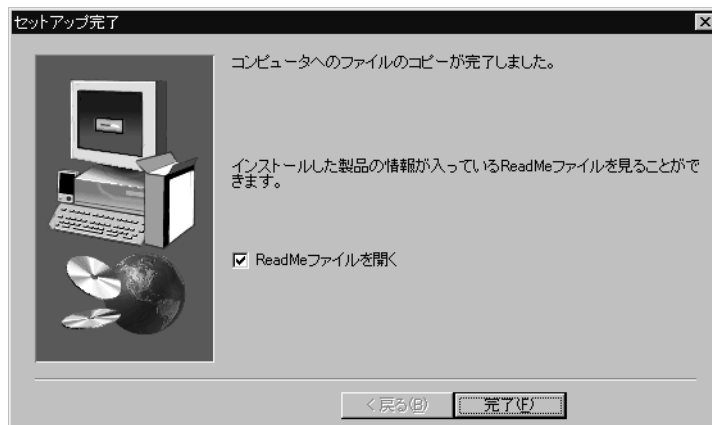 セットアップ完了
コンピュータへのファイルのコピーが完了しました。
インストールした製品の情報が入っているReadMeファイルを見ることがで
きます。
ReadMeファイルを開く
< 戻る(B)
完了(F)